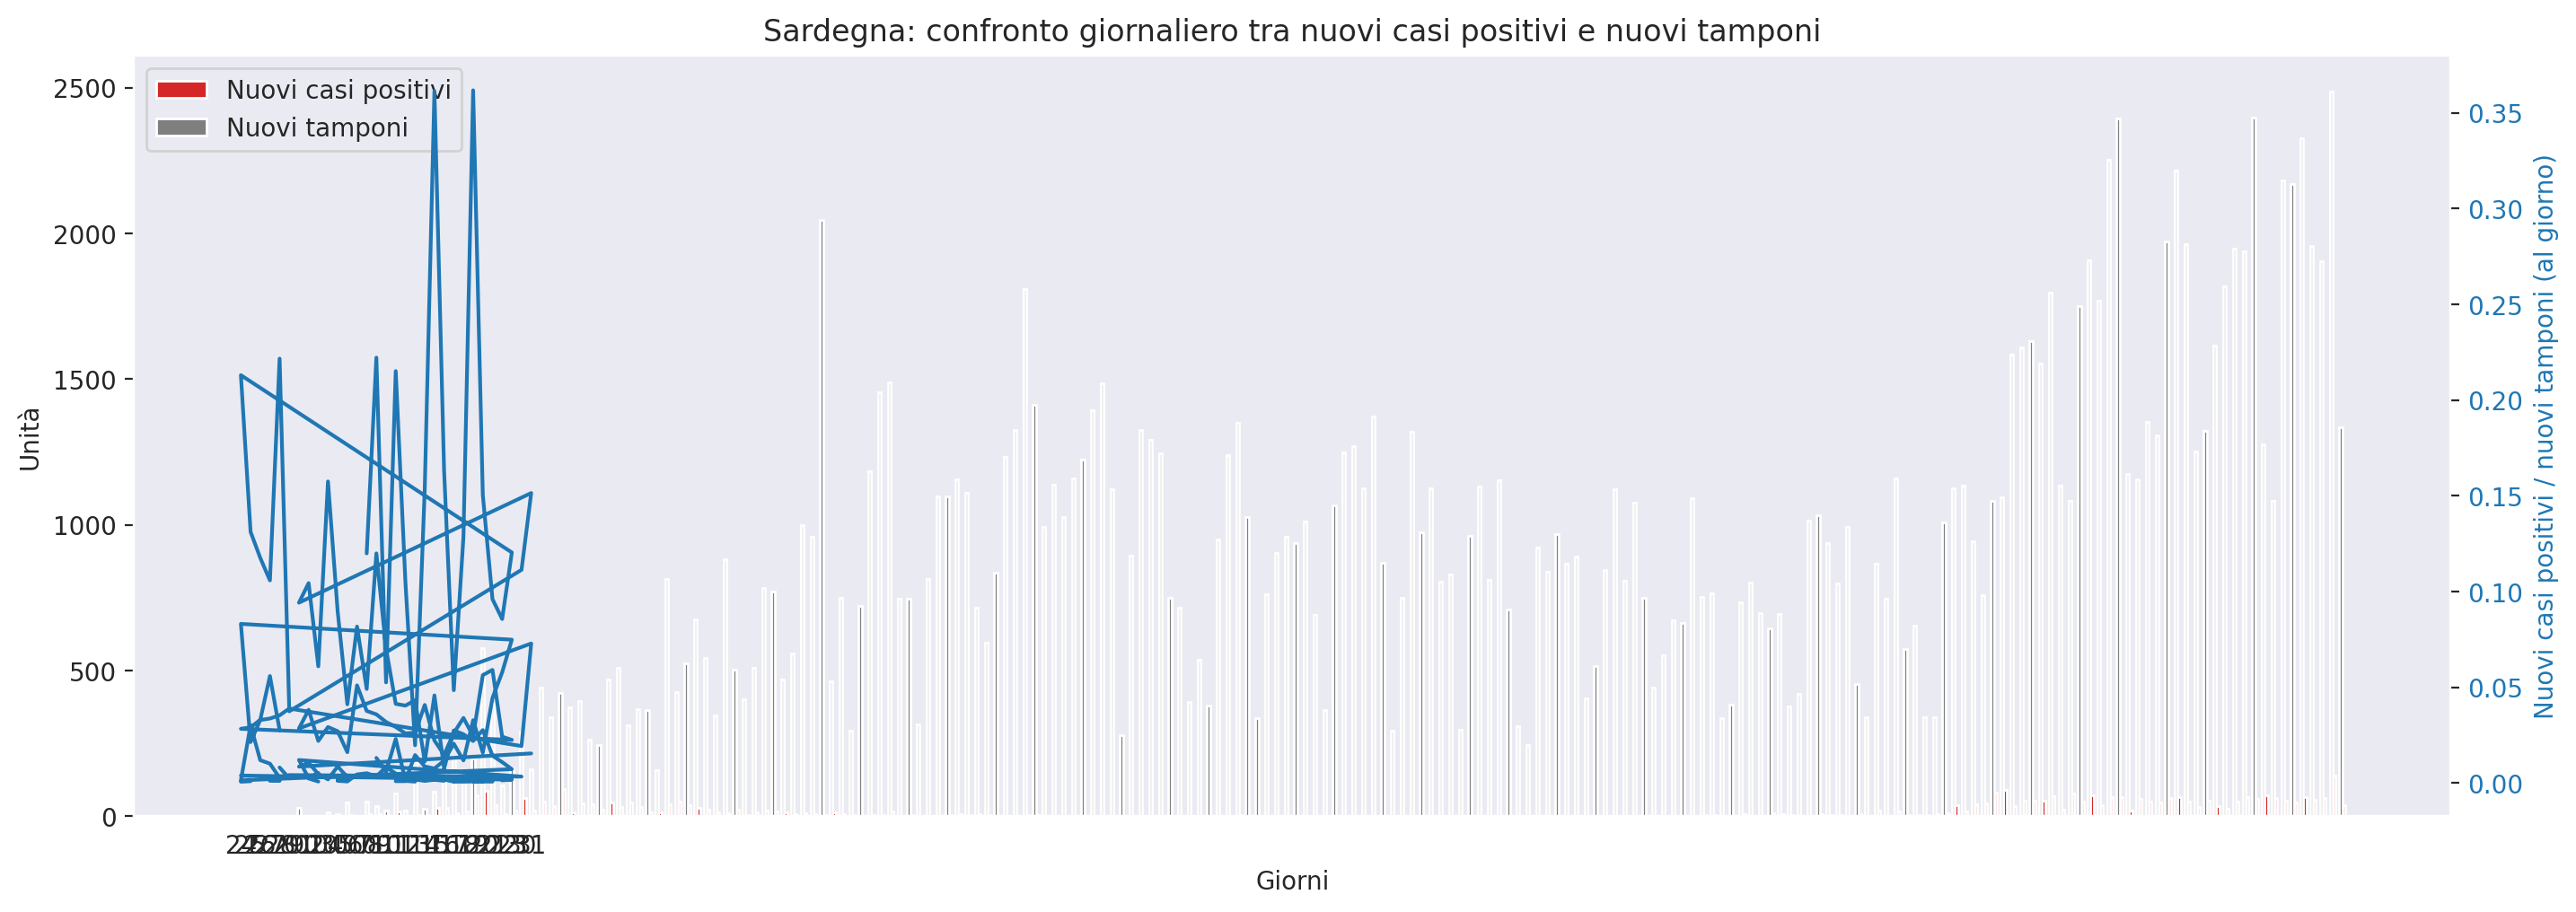 Sardegna: confronto giornaliero tra nuovi casi positivi e nuovi tamponi
Nuovi casi positivi
Nuovi tamponi
2500
2000
1500
1000
500
0
Unità
0.35
0.30
0.25
0.20
0.15
0.10
0.05
0.00
Nuovi casi positivi / nuovi tamponi (al giorno)
Giorni